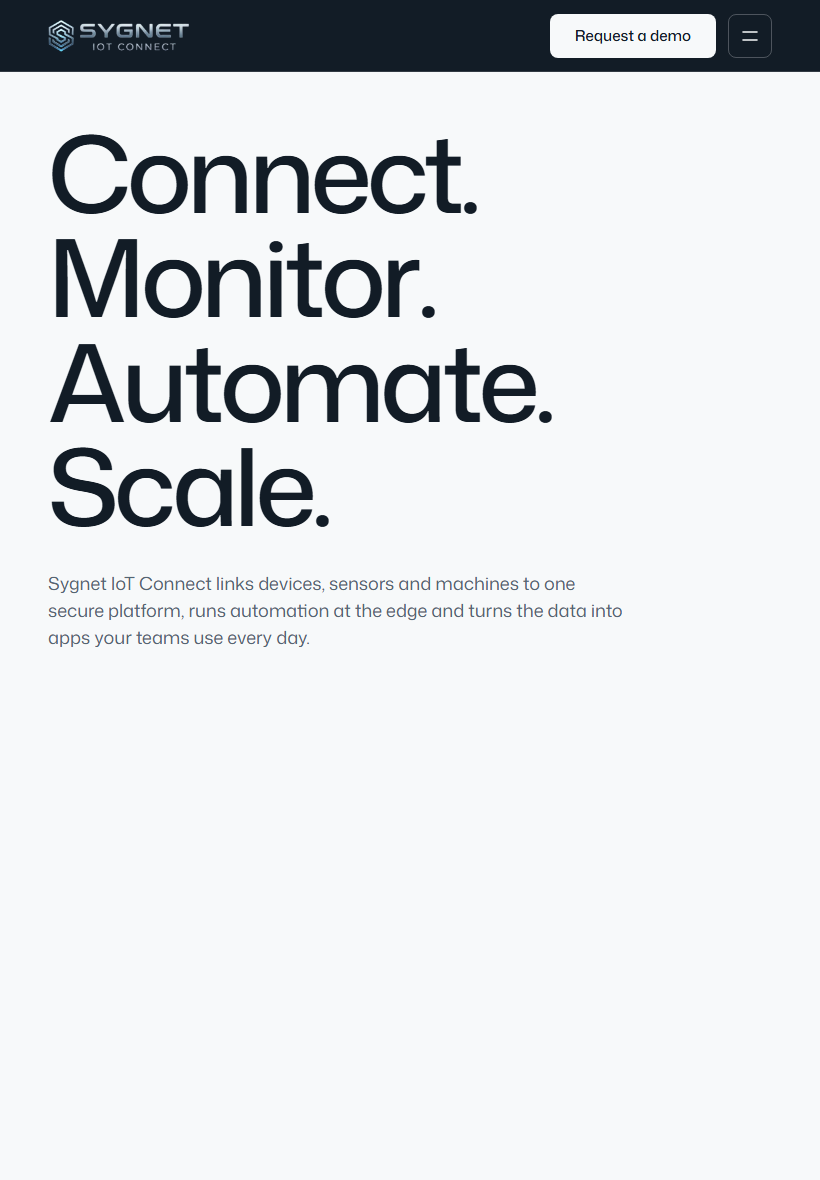 SYGNET
IOT CONNECT
Request a demo
Connect.
Monitor.
Automate.
Scale.
Sygnet IoT Connect links devices, sensors and machines to one
secure platform, runs automation at the edge and turns the data into
apps your teams use every day.